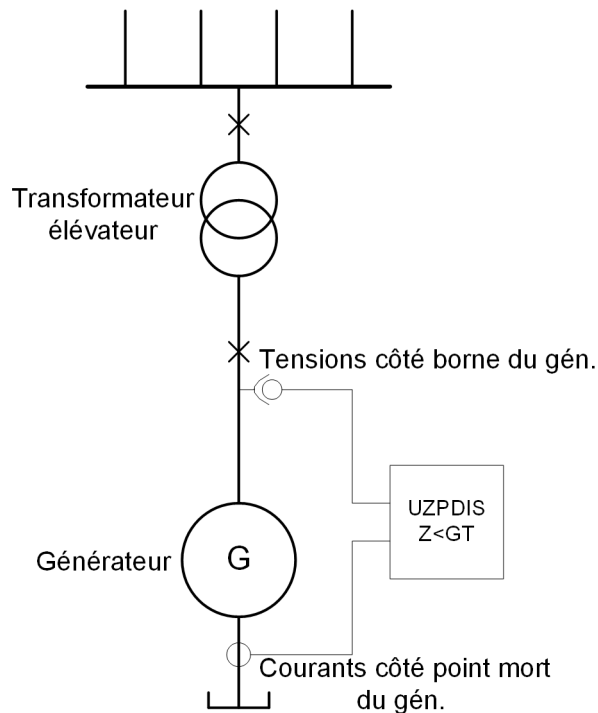 Transformateur
élévateur
Tensions côté borne du gén.
UZPDIS
Z<GT
Générateur
G
Courants côté point mort
du gén.